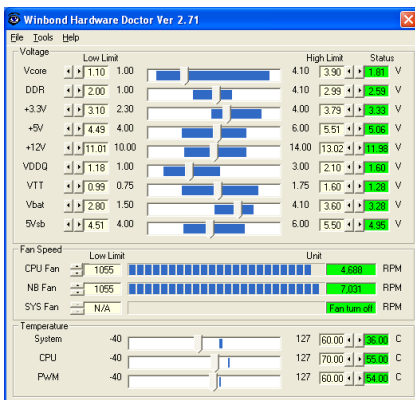 Winbond Hardware Doctor Ver 2.71
File Tools Help
Voltage
Low Limit High Limit Status
Vcore 1.10 1.00 4.10 3.90 1.81 V
DDR 2.00 1.00 4.10 2.99 2.59 V
+3.3V 3.10 2.30 4.00 3.79 3.33 V
+5V 4.49 4.00 6.00 5.51 5.06 V
+12V 11.01 10.00 14.00 13.02 11.98 V
VDDQ 1.18 1.00 3.00 2.10 1.60 V
VTT 0.99 0.75 1.75 1.60 1.28 V
Vbat 2.80 1.50 4.10 3.60 3.28 V
5Vsb 4.51 4.00 6.00 5.50 4.95 V
Fan Speed
Low Limit Unit
CPU Fan 1055 4,688 RPM
NB Fan 1055 7,031 RPM
SYS Fan N/A Fan turn off RPM
Temperature
System -40 127 60.00 36.00 C
CPU -40 127 70.00 55.00 C
PWM -40 127 60.00 54.00 C